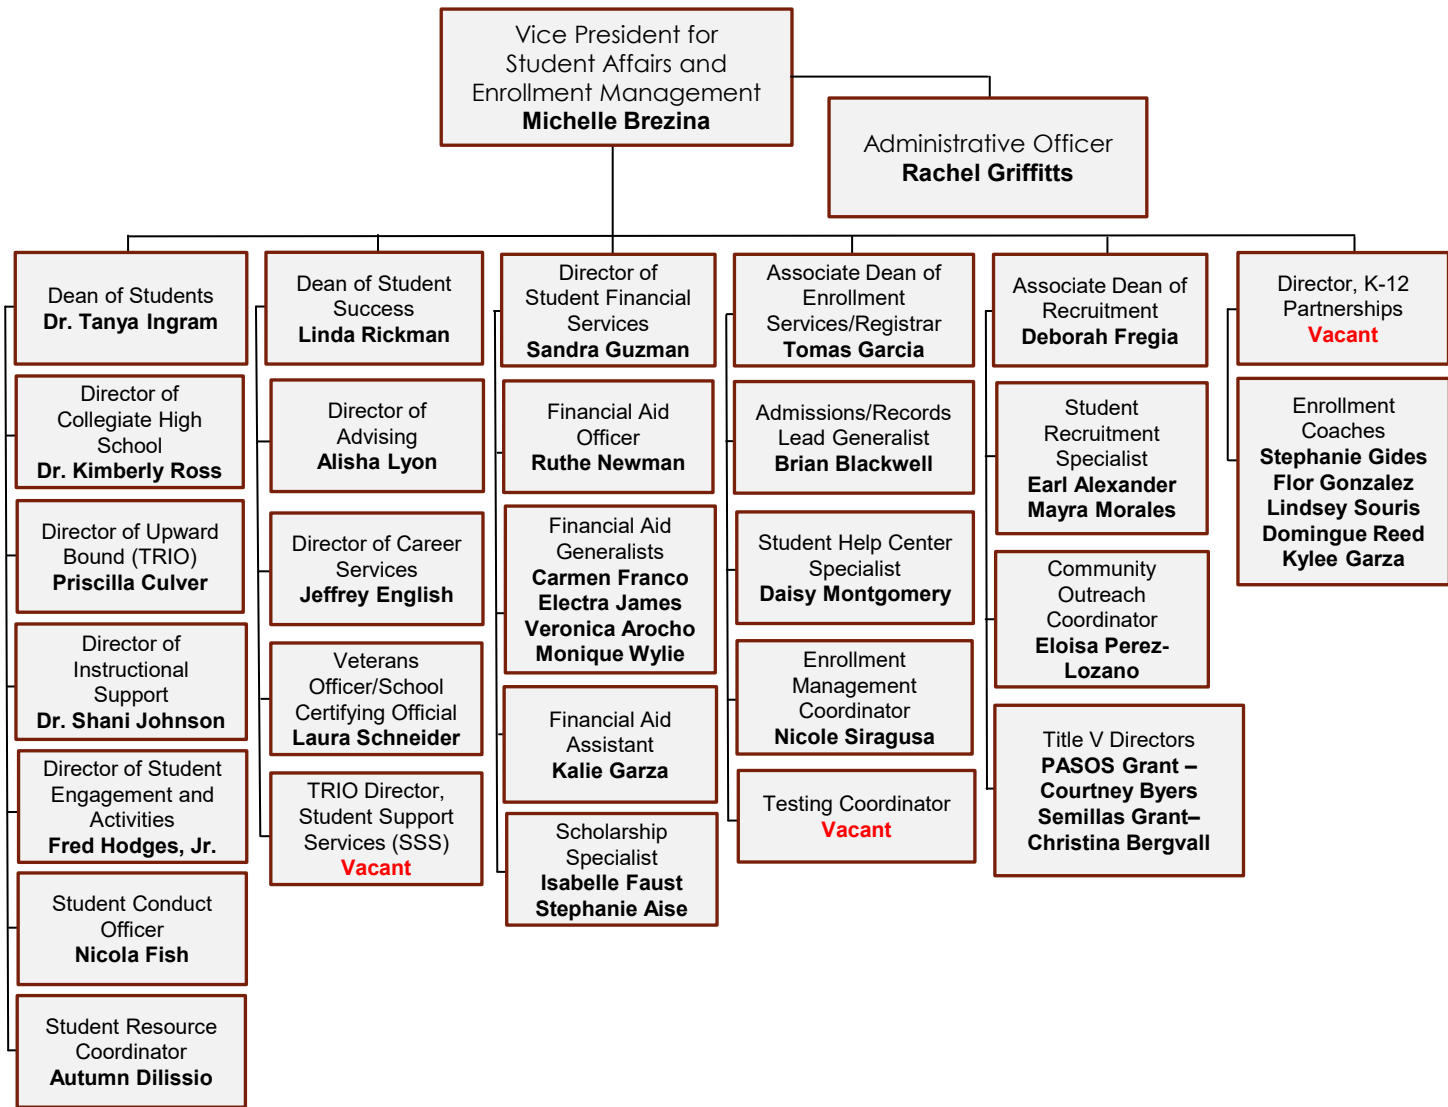 Vice President for
Student Affairs and
Enrollment Management
Michelle Brezina
Administrative Officer
Rachel Griffitts
Dean of Students
Dr. Tanya Ingram
Director of
Collegiate High
School
Dr. Kimberly Ross
Director of Upward
Bound (TRIO)
Priscilla Culver
Director of
Instructional
Support
Dr. Shani Johnson
Director of Student
Engagement and
Activities
Fred Hodges, Jr.
Student Conduct
Officer
Nicola Fish
Student Resource
Coordinator
Autumn Dilissio
Dean of Student
Success
Linda Rickman
Director of
Advising
Alisha Lyon
Director of Career
Services
Jeffrey English
Veterans
Officer/School
Certifying Official
Laura Schneider
TRIO Director,
Student Support
Services (SSS)
Vacant
Director of
Student Financial
Services
Sandra Guzman
Financial Aid
Officer
Ruthe Newman
Financial Aid
Generalists
Carmen Franco
Electra James
Veronica Arocho
Monique Wylie
Financial Aid
Assistant
Kalie Garza
Scholarship
Specialist
Isabelle Faust
Stephanie Aise
Associate Dean of
Enrollment
Services/Registrar
Tomas Garcia
Admissions/Records
Lead Generalist
Brian Blackwell
Student Help Center
Specialist
Daisy Montgomery
Enrollment
Management
Coordinator
Nicole Siragusa
Testing Coordinator
Vacant
Associate Dean of
Recruitment
Deborah Fregia
Student
Recruitment
Specialist
Earl Alexander
Mayra Morales
Community
Outreach
Coordinator
Eloisa Perez-
Lozano
Title V Directors
PASOS Grant –
Courtney Byers
Semillas Grant–
Christina Bergvall
Director, K-12
Partnerships
Vacant
Enrollment
Coaches
Stephanie Gides
Flor Gonzalez
Lindsey Souris
Domingue Reed
Kylee Garza